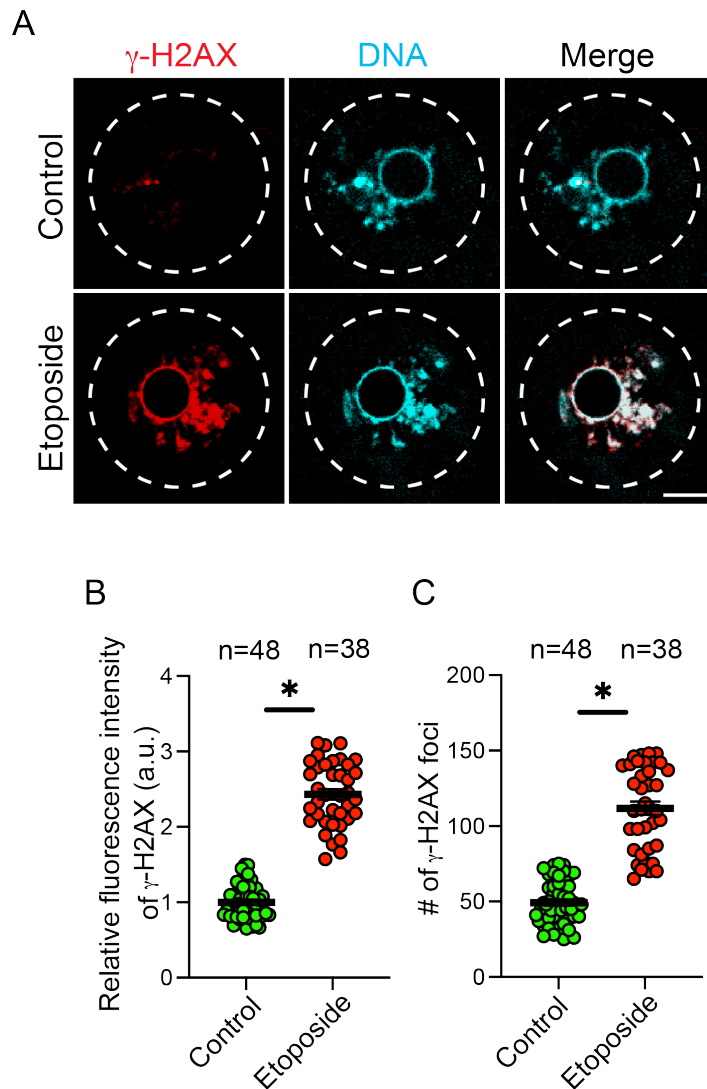 A
γ-H2AX DNA Merge
Control
Etoposide
B
n=48 n=38
*
Relative fluorescence intensity
of γ-H2AX (a.u.)
4
3
2
1
0
Control
Etoposide
C
n=48 n=38
*
# of γ-H2AX foci
200
150
100
50
0
Control
Etoposide